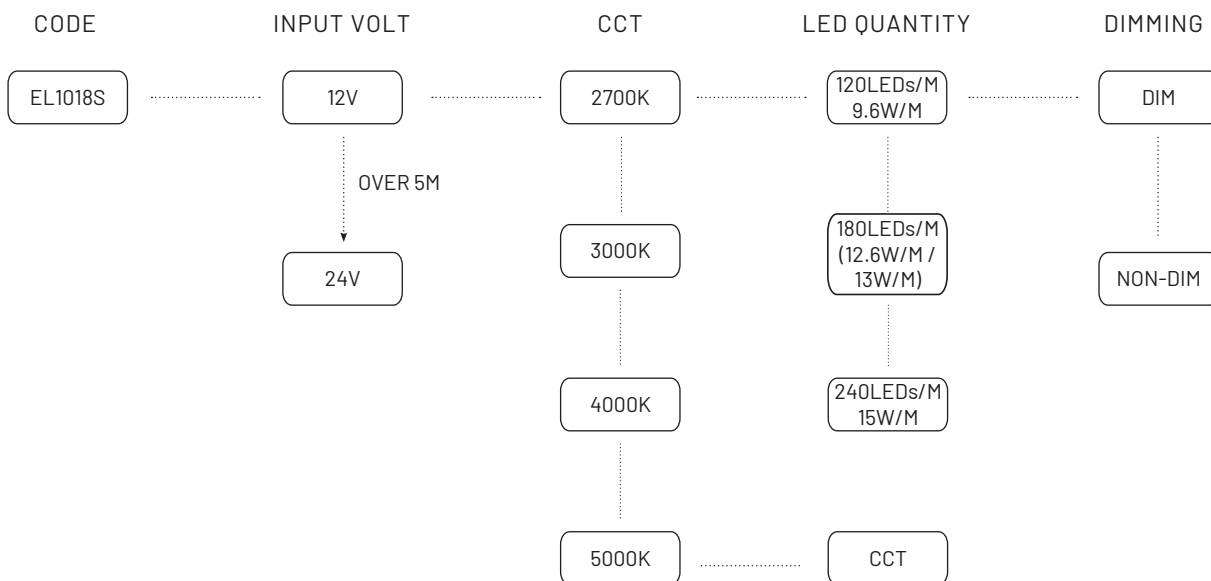 CODE
INPUT VOLT
CCT
LED QUANTITY
DIMMING
EL1018S
12V
2700K
120LEDs/M
9.6W/M
DIM
OVER 5M
24V
3000K
180LEDs/M
(12.6W/M /
13W/M)
NON-DIM
4000K
240LEDs/M
15W/M
5000K
CCT